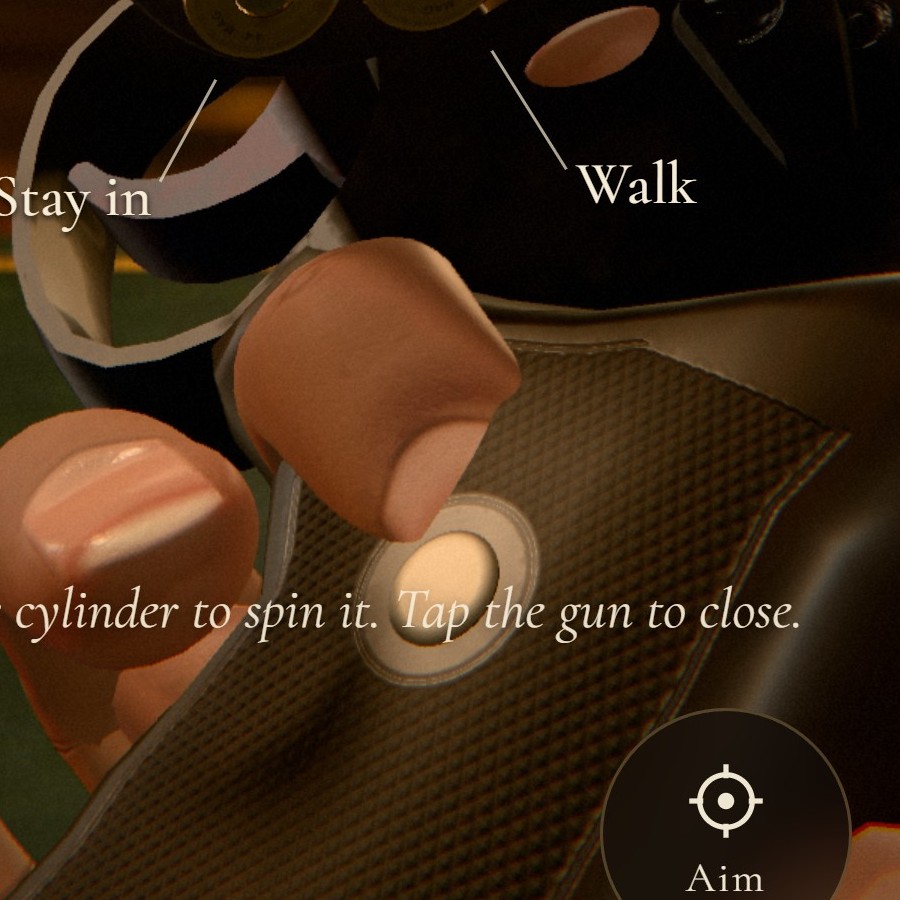 Stay in
Walk
cylinder to spin it. Tap the gun to close.
Aim